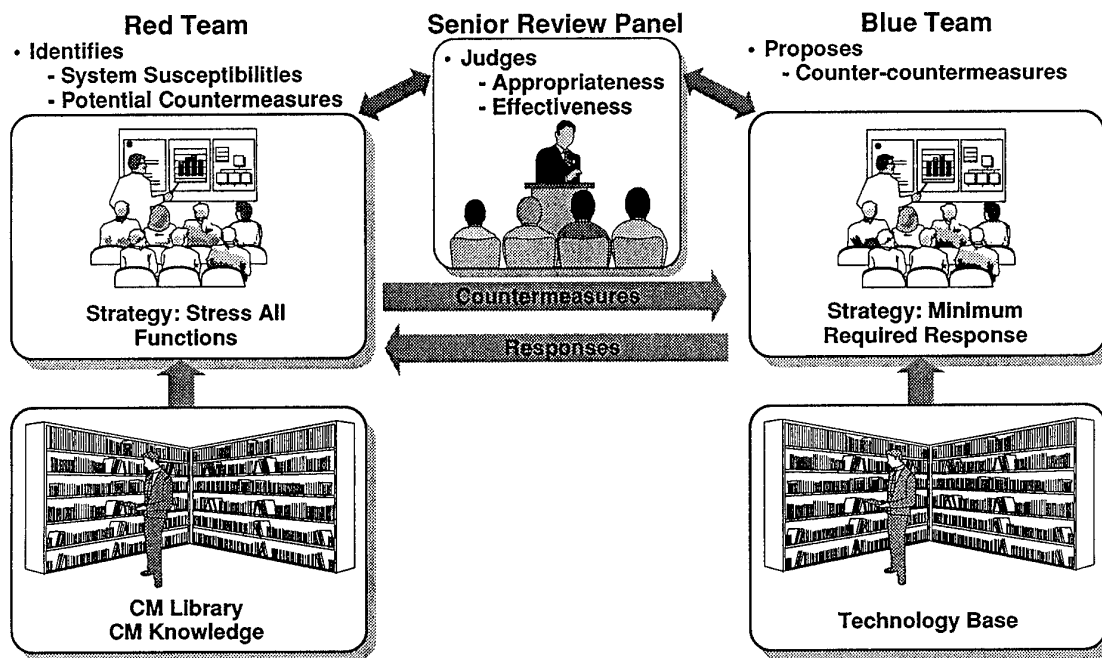 Red Team
• Identifies
- System Susceptibilities
- Potential Countermeasures
Strategy: Stress All
Functions
CM Library
CM Knowledge
Senior Review Panel
• Judges
- Appropriateness
- Effectiveness
Countermeasures
Responses
Blue Team
• Proposes
- Counter-countermeasures
Strategy: Minimum
Required Response
Technology Base